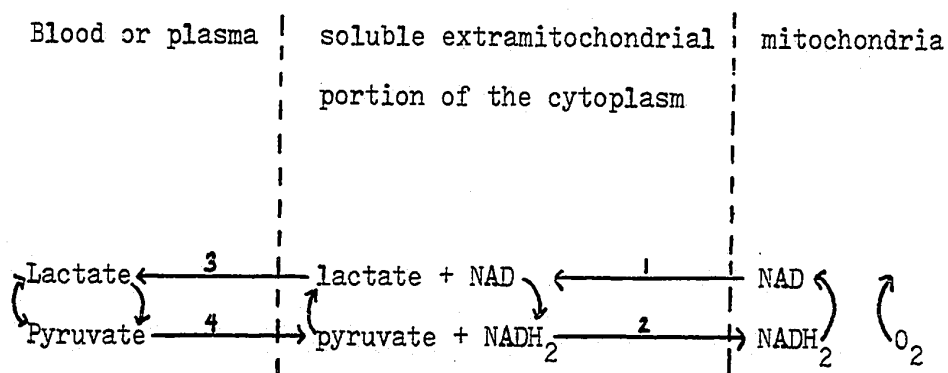 Blood or plasma soluble extramitochondrial mitochondria
portion of the cytoplasm
3 1
Lactate lactate + NAD NAD
4 2
Pyruvate pyruvate + NADH2 NADH2 O2